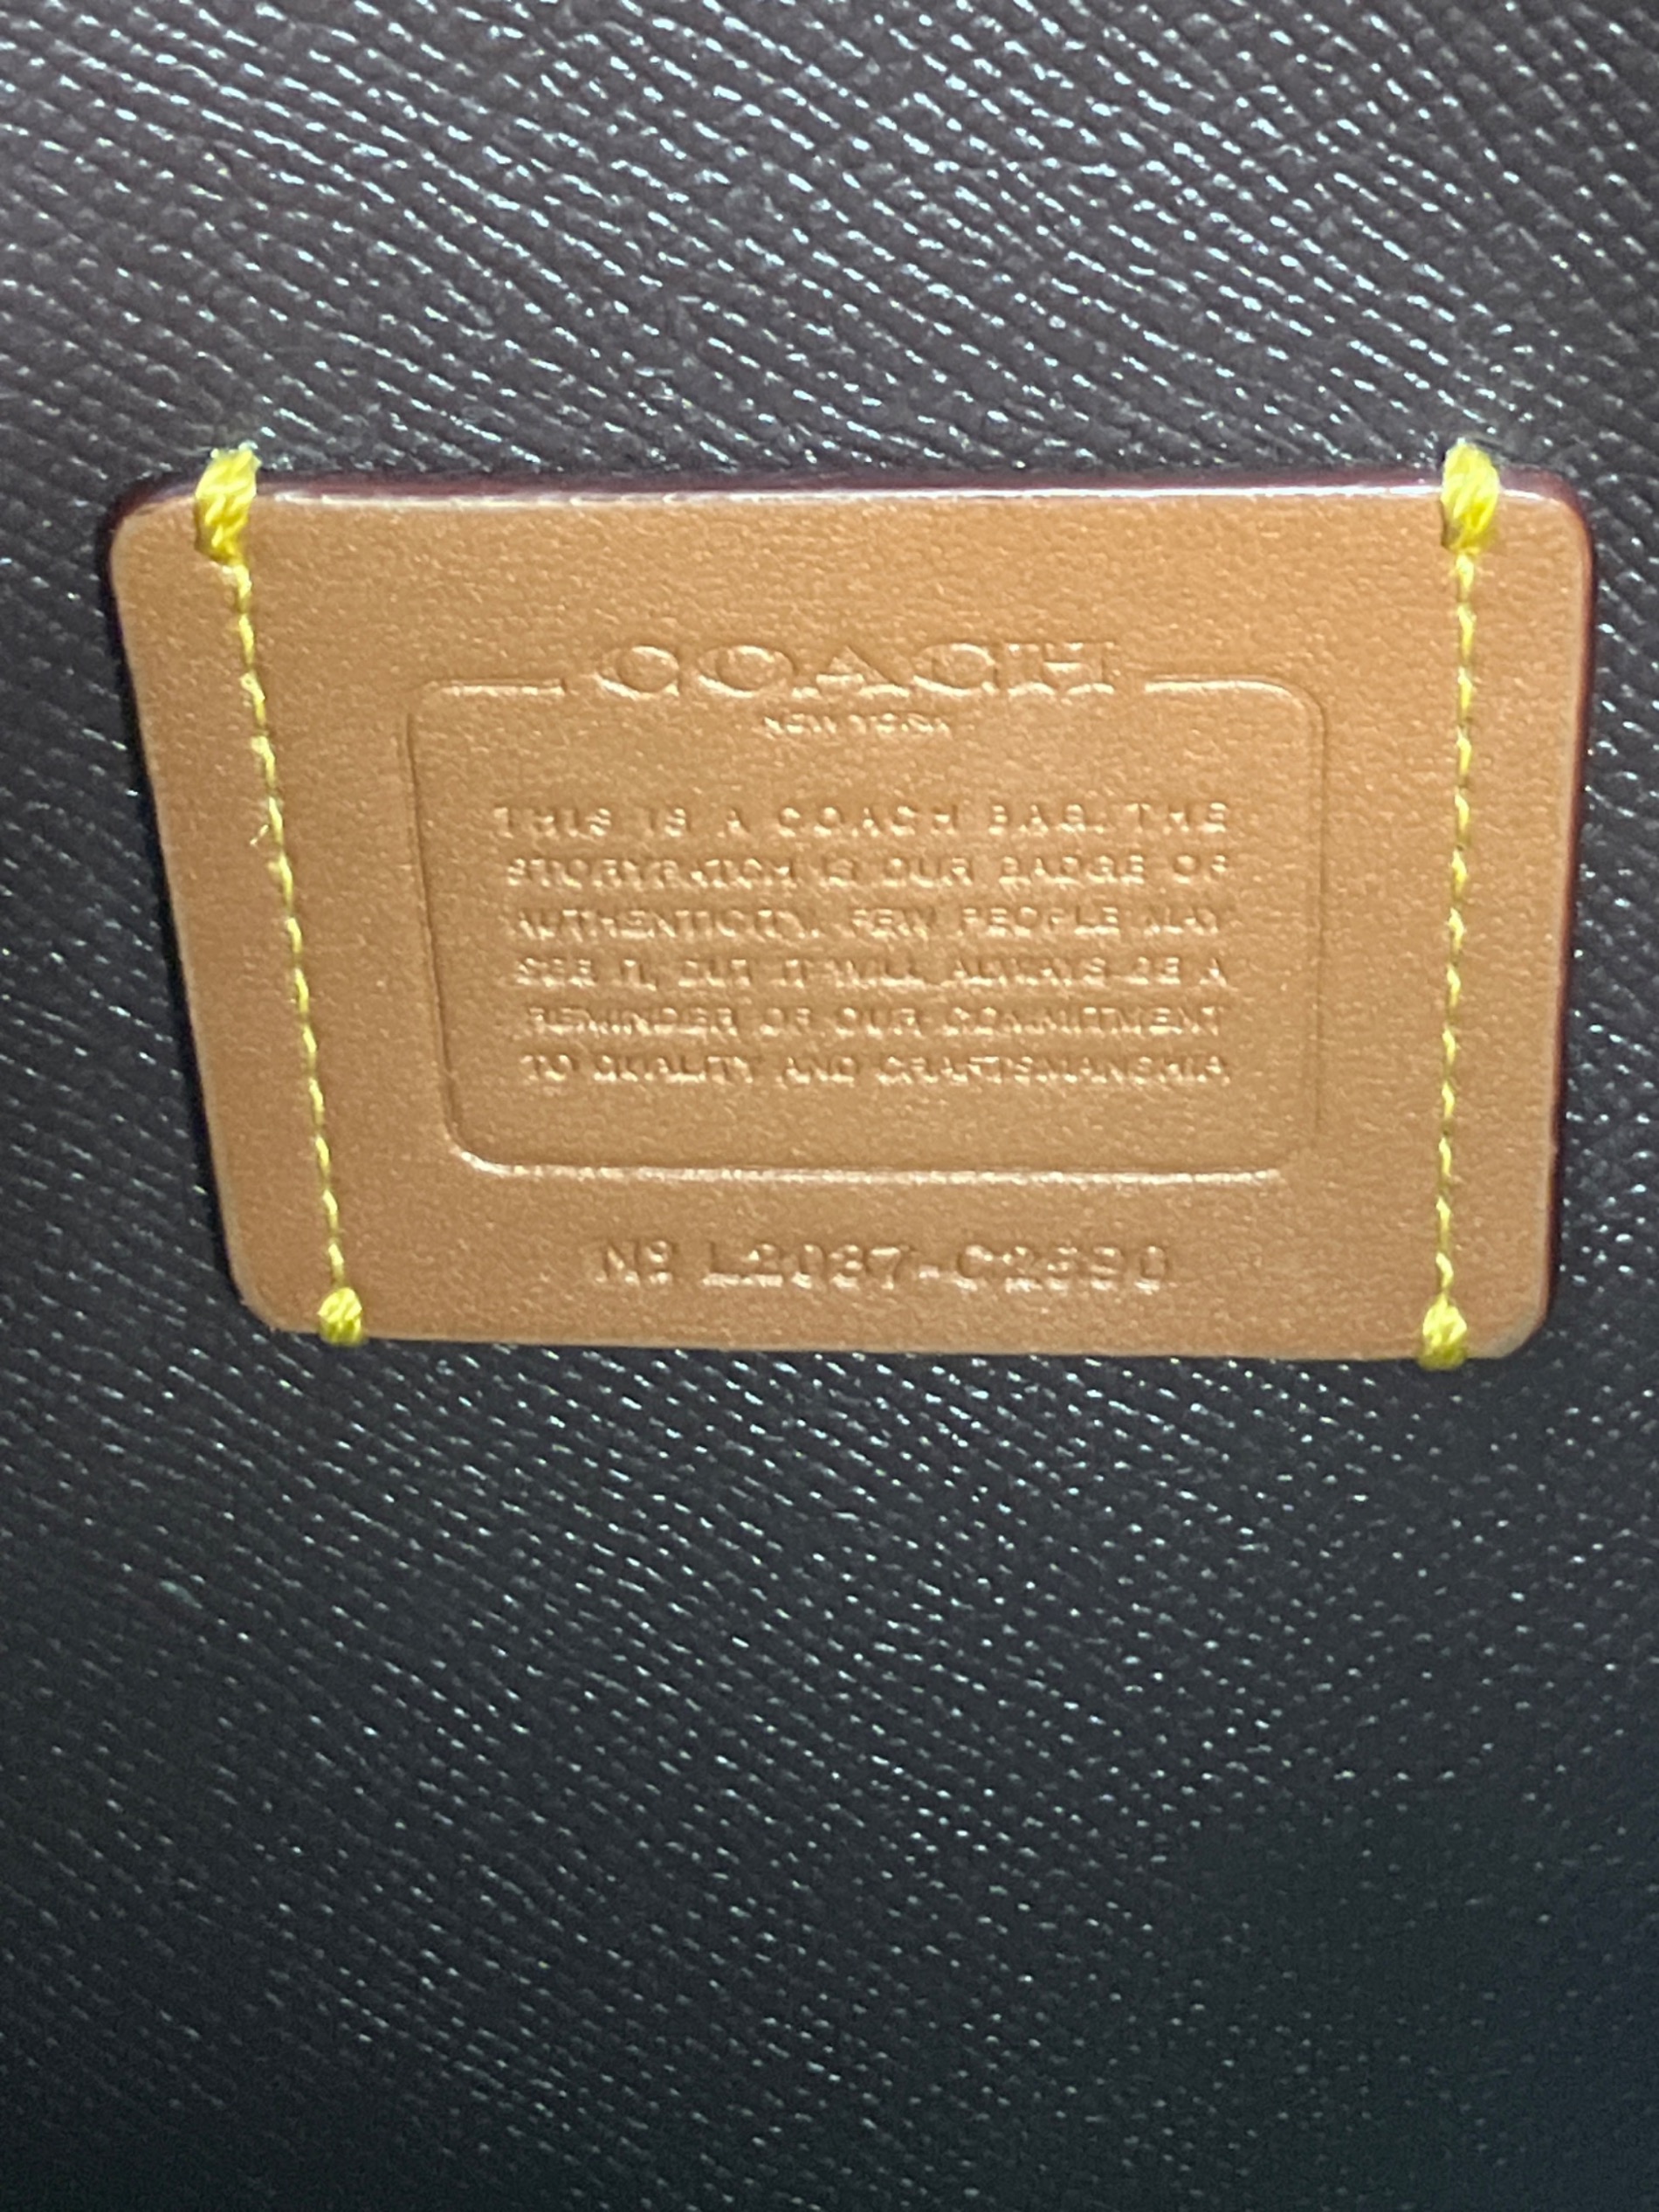 COACH
NEW YORK
THIS IS A COACH BAG. THE
STORYPATCH IS OUR BADGE OF
AUTHENTICITY. FEW PEOPLE MAY
SEE IT, BUT IT WILL ALWAYS BE A
REMINDER OF OUR COMMITMENT
TO QUALITY AND CRAFTSMANSHIP.
Nº